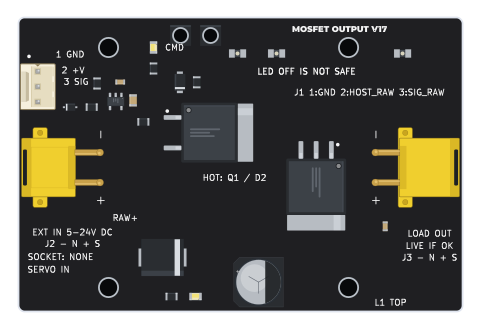 MOSFET OUTPUT V17
CMD
1 GND
2 +V
3 SIG
LED OFF IS NOT SAFE
J1 1:GND 2:HOST_RAW 3:SIG_RAW
HOT: Q1 / D2
−
+
−
+
RAW+
EXT IN 5-24V DC
J2 - N + S
SOCKET: NONE
SERVO IN
LOAD OUT
LIVE IF OK
J3 - N + S
L1 TOP